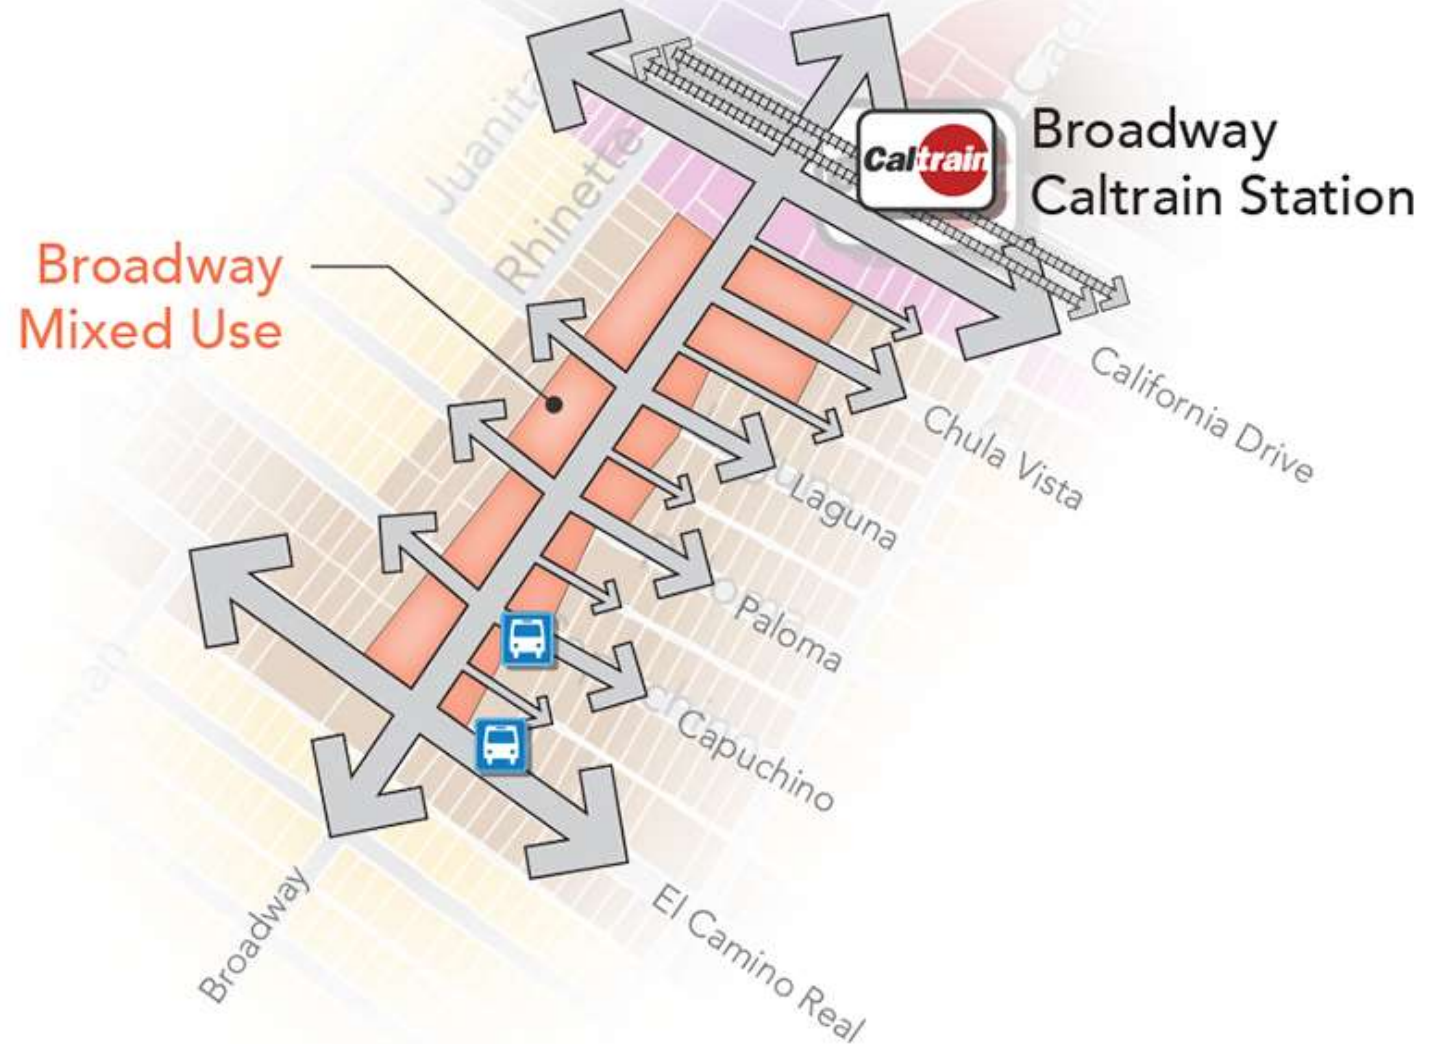 Juanita
Rhinette
Caltrain
Broadway
Caltrain Station
Broadway
Mixed Use
California Drive
Chula Vista
Laguna
Paloma
Capuchino
El Camino Real
Broadway